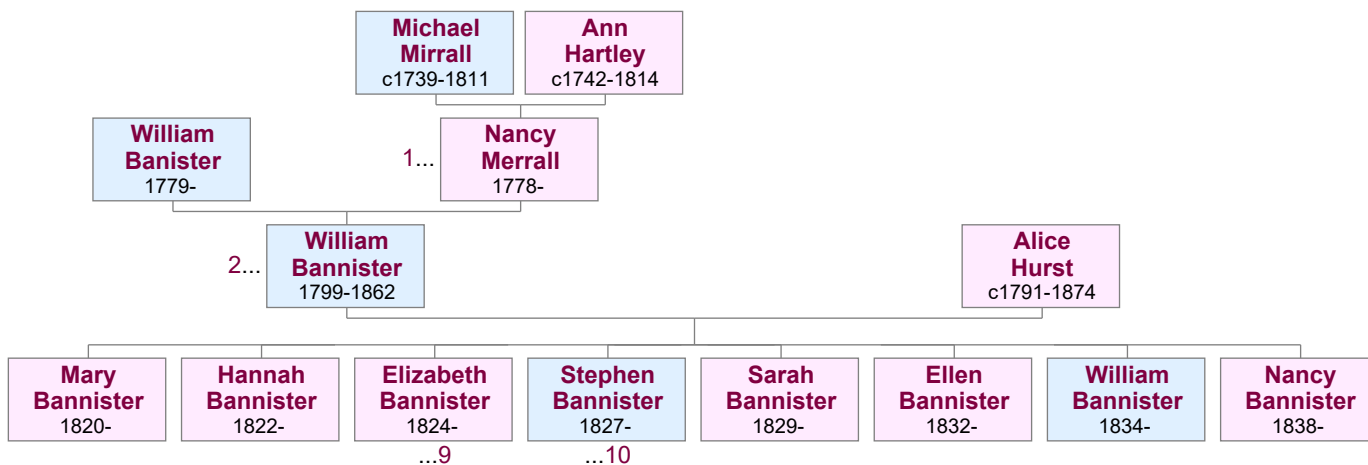 Michael
Mirrall
c1739-1811
Ann
Hartley
c1742-1814
William
Banister
1779-
1...
Nancy
Merrall
1778-
2...
William
Bannister
1799-1862
Alice
Hurst
c1791-1874
Mary
Bannister
1820-
Hannah
Bannister
1822-
Elizabeth
Bannister
1824-
...9
Stephen
Bannister
1827-
...10
Sarah
Bannister
1829-
Ellen
Bannister
1832-
William
Bannister
1834-
Nancy
Bannister
1838-